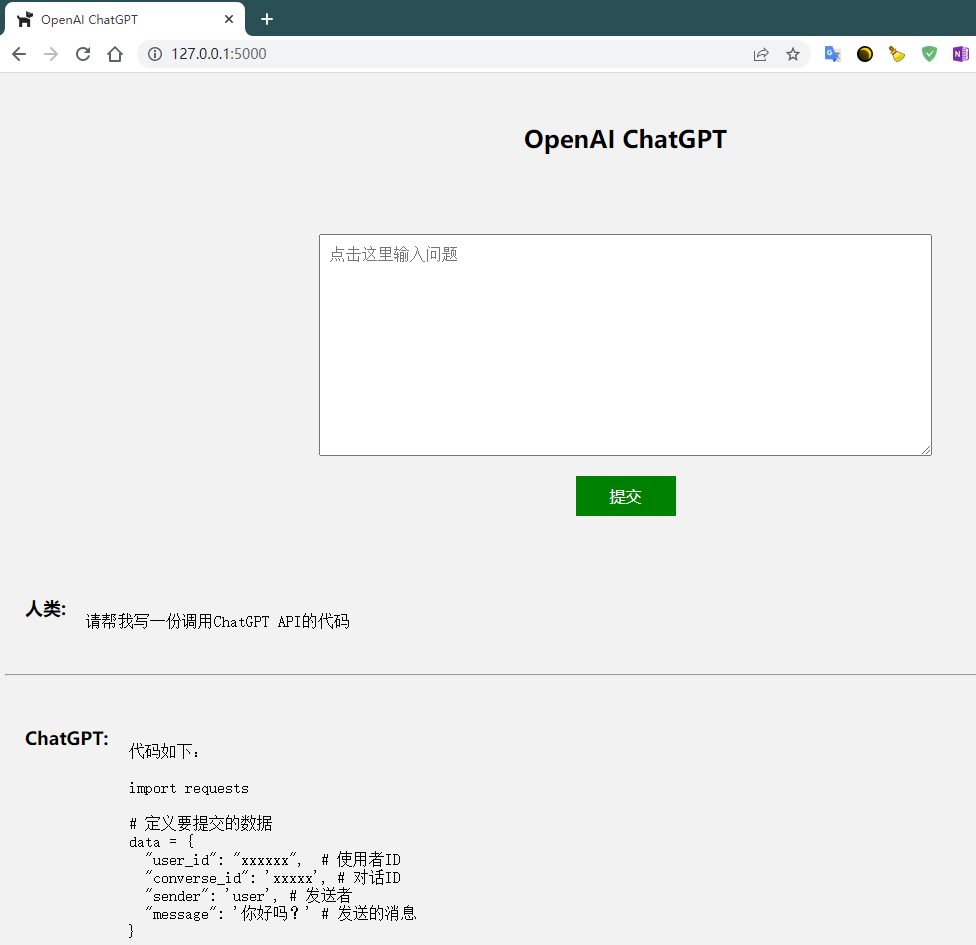 OpenAI ChatGPT
127.0.0.1:5000
OpenAI ChatGPT
点击这里输入问题
提交
人类:
请帮我写一份调用ChatGPT API的代码
ChatGPT:
代码如下:
import requests
# 定义要提交的数据
data = {
"user_id": "xxxxxx",  # 使用者ID
"converse_id": 'xxxxx', # 对话ID
"sender": 'user', # 发送者
"message": '你好吗？' # 发送的消息
}